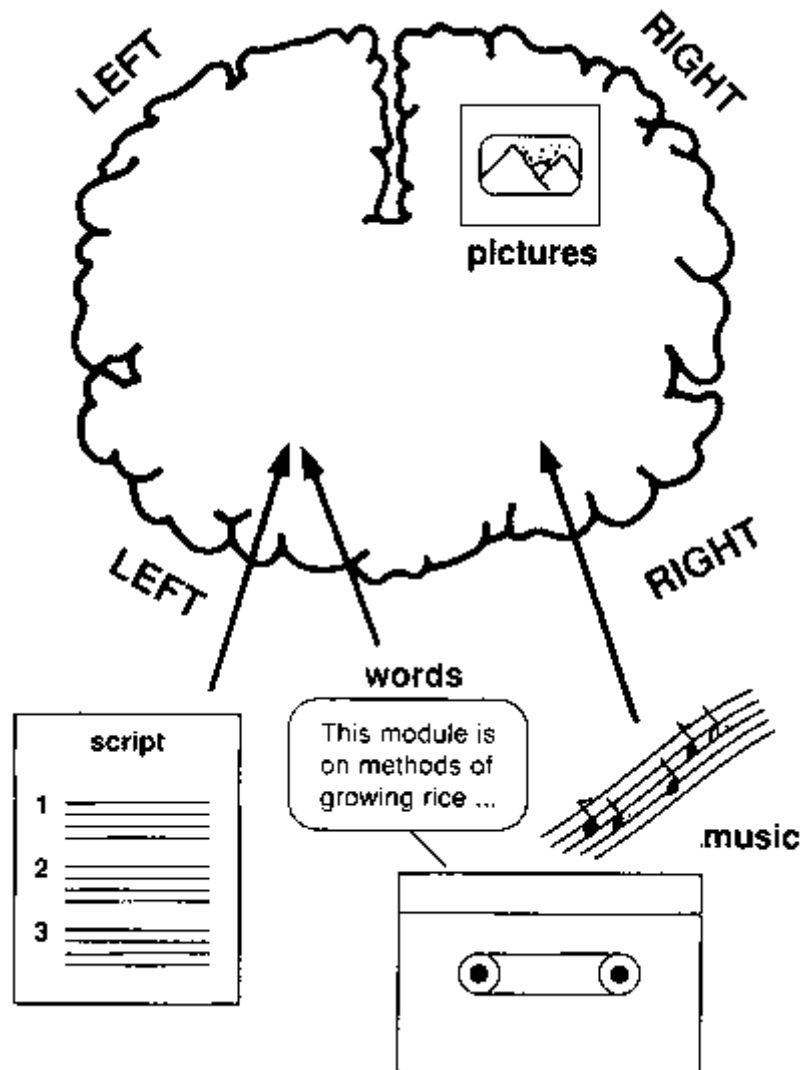 LEFT
RIGHT
pictures
LEFT
RIGHT
words
script
This module is
on methods of
growing rice ...
1
2
3
music